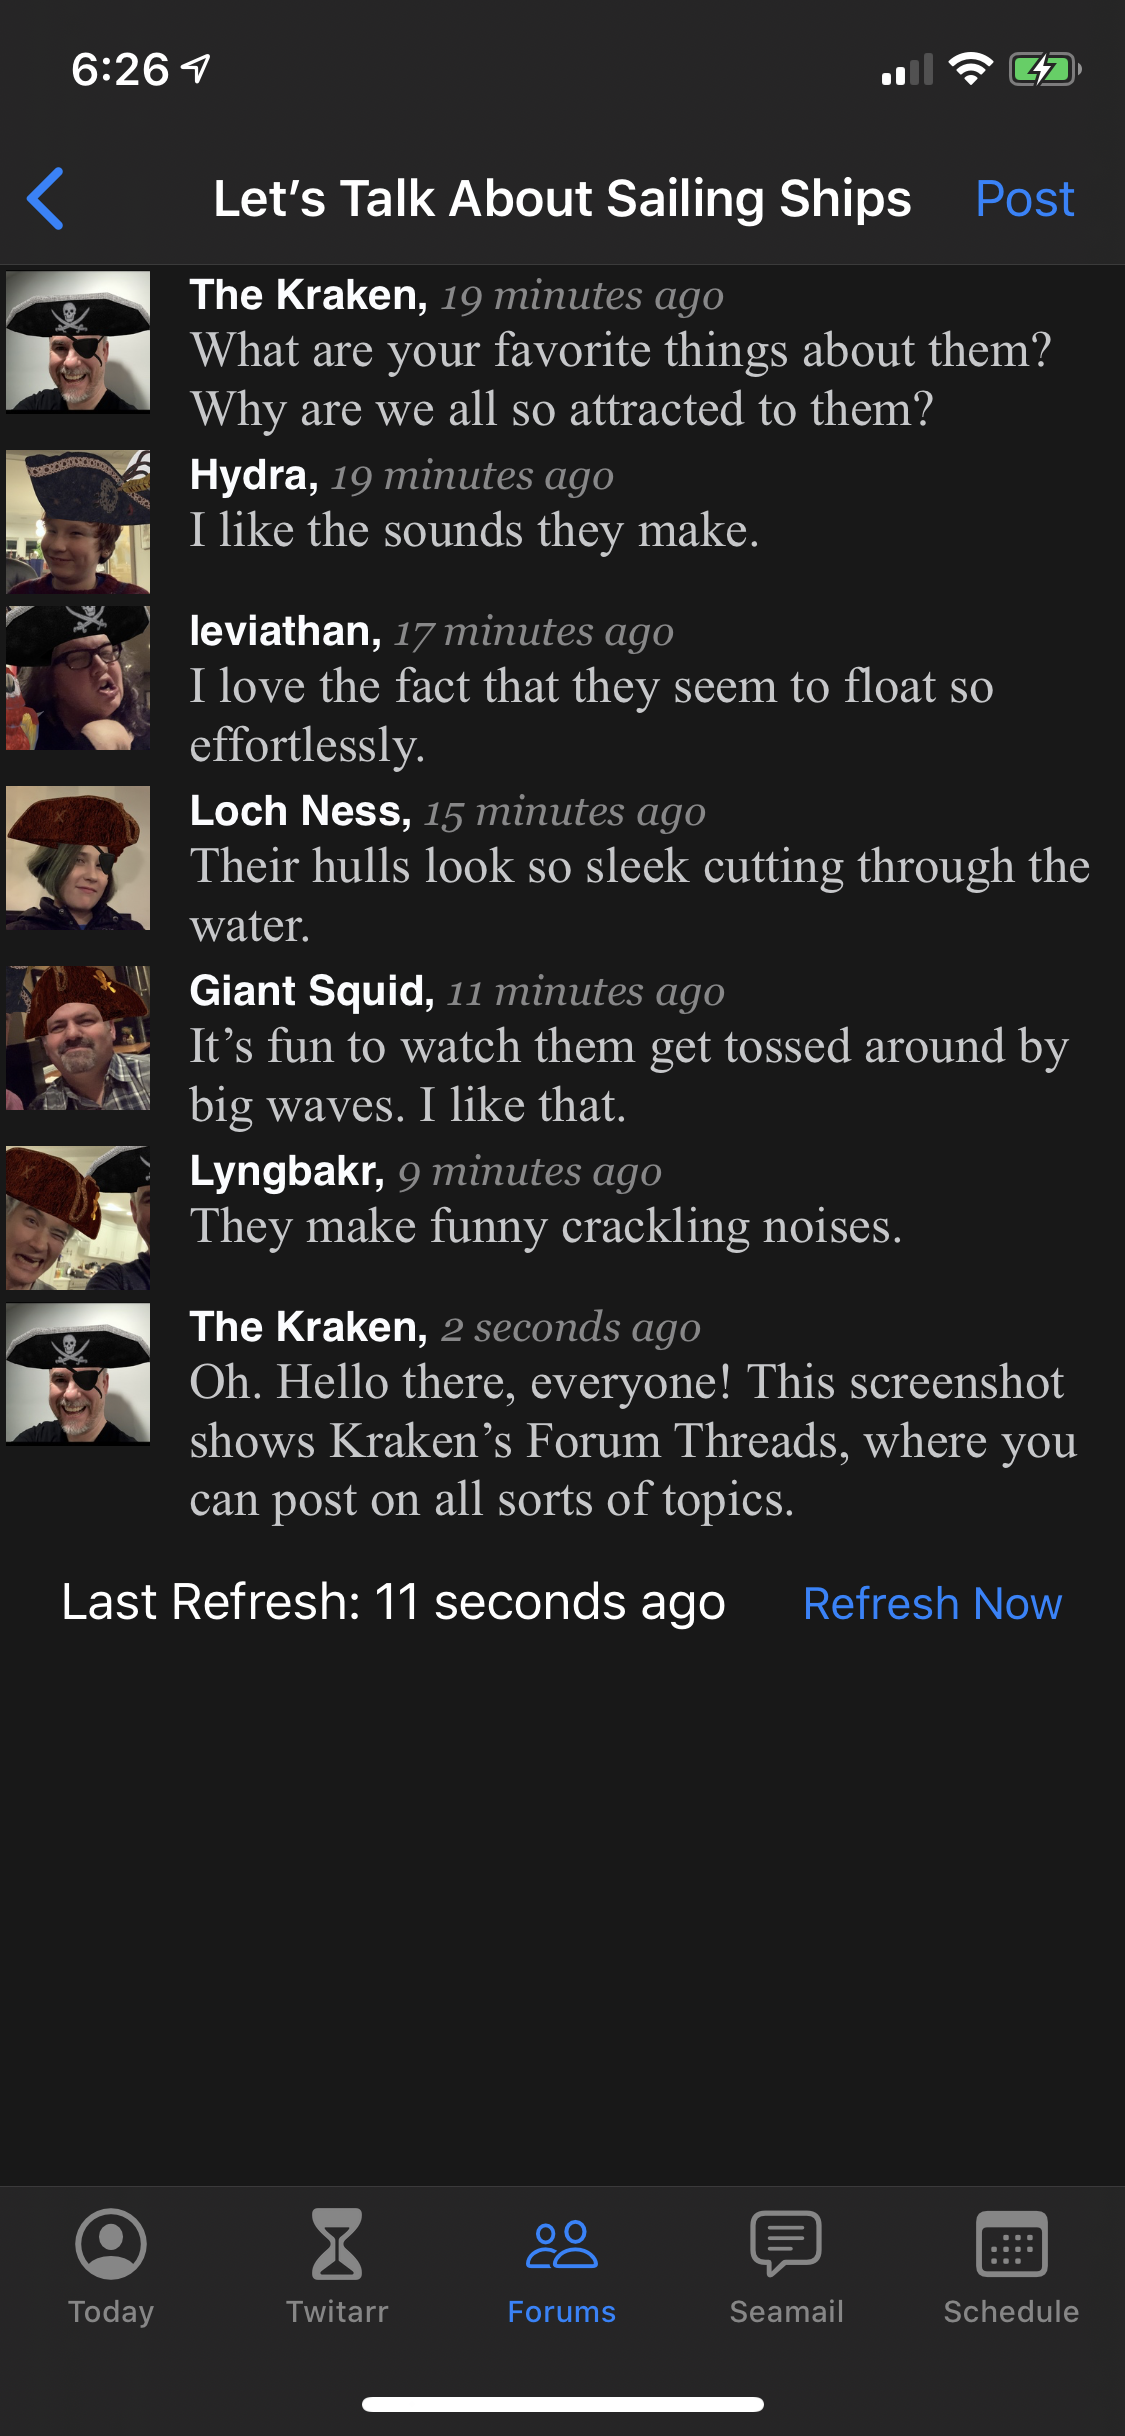 6:26
Let’s Talk About Sailing Ships
Post
The Kraken, 19 minutes ago
What are your favorite things about them?
Why are we all so attracted to them?
Hydra, 19 minutes ago
I like the sounds they make.
leviathan, 17 minutes ago
I love the fact that they seem to float so
effortlessly.
Loch Ness, 15 minutes ago
Their hulls look so sleek cutting through the
water.
Giant Squid, 11 minutes ago
It’s fun to watch them get tossed around by
big waves. I like that.
Lyngbakr, 9 minutes ago
They make funny crackling noises.
The Kraken, 2 seconds ago
Oh. Hello there, everyone! This screenshot
shows Kraken’s Forum Threads, where you
can post on all sorts of topics.
Last Refresh: 11 seconds ago
Refresh Now
Today
Twitarr
Forums
Seamail
Schedule